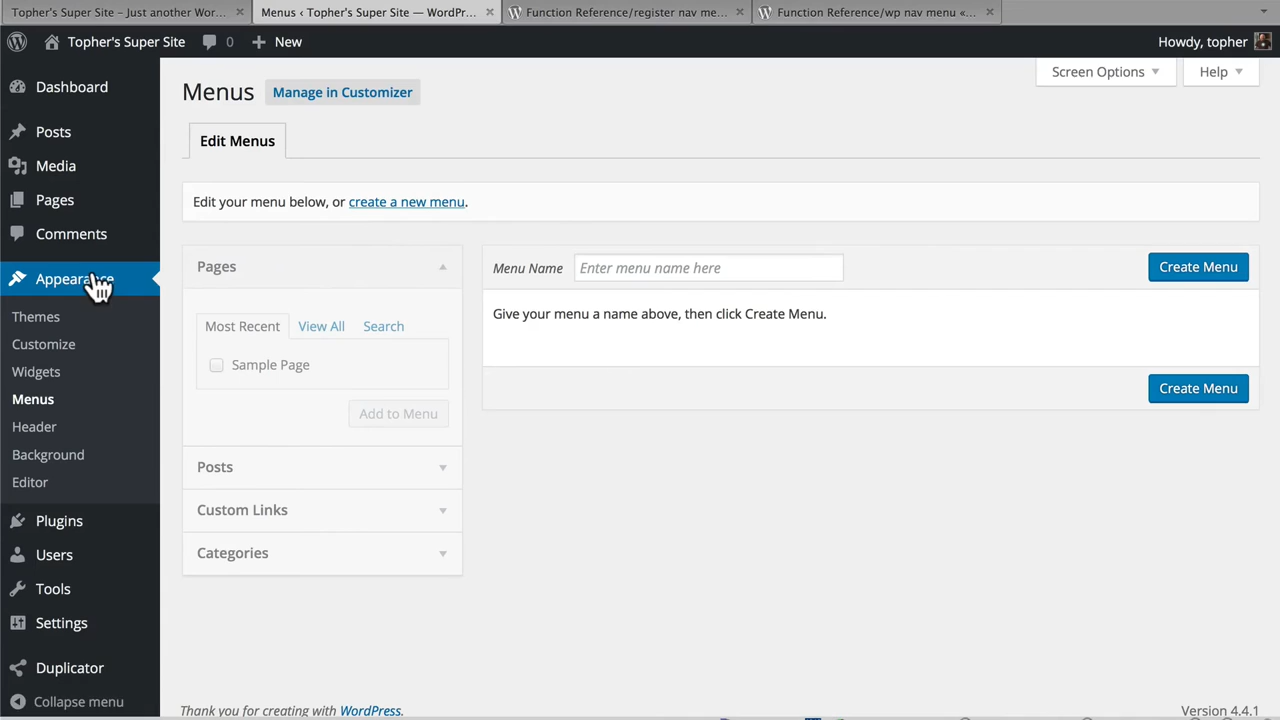 Topher's Super Site – Just another Wor...
Menus ‹ Topher's Super Site — WordPr...
Function Reference/register nav me...
Function Reference/wp nav menu «...
Topher's Super Site
0
New
Howdy, topher
Dashboard
Posts
Media
Pages
Comments
Appearance
Themes
Customize
Widgets
Menus
Header
Background
Editor
Plugins
Users
Tools
Settings
Duplicator
Collapse menu
Screen Options
Help
Menus
Manage in Customizer
Edit Menus
Edit your menu below, or create a new menu.
Pages
Most Recent
View All
Search
Sample Page
Add to Menu
Posts
Custom Links
Categories
Menu Name
Enter menu name here
Create Menu
Give your menu a name above, then click Create Menu.
Create Menu
Thank you for creating with WordPress.
Version 4.4.1